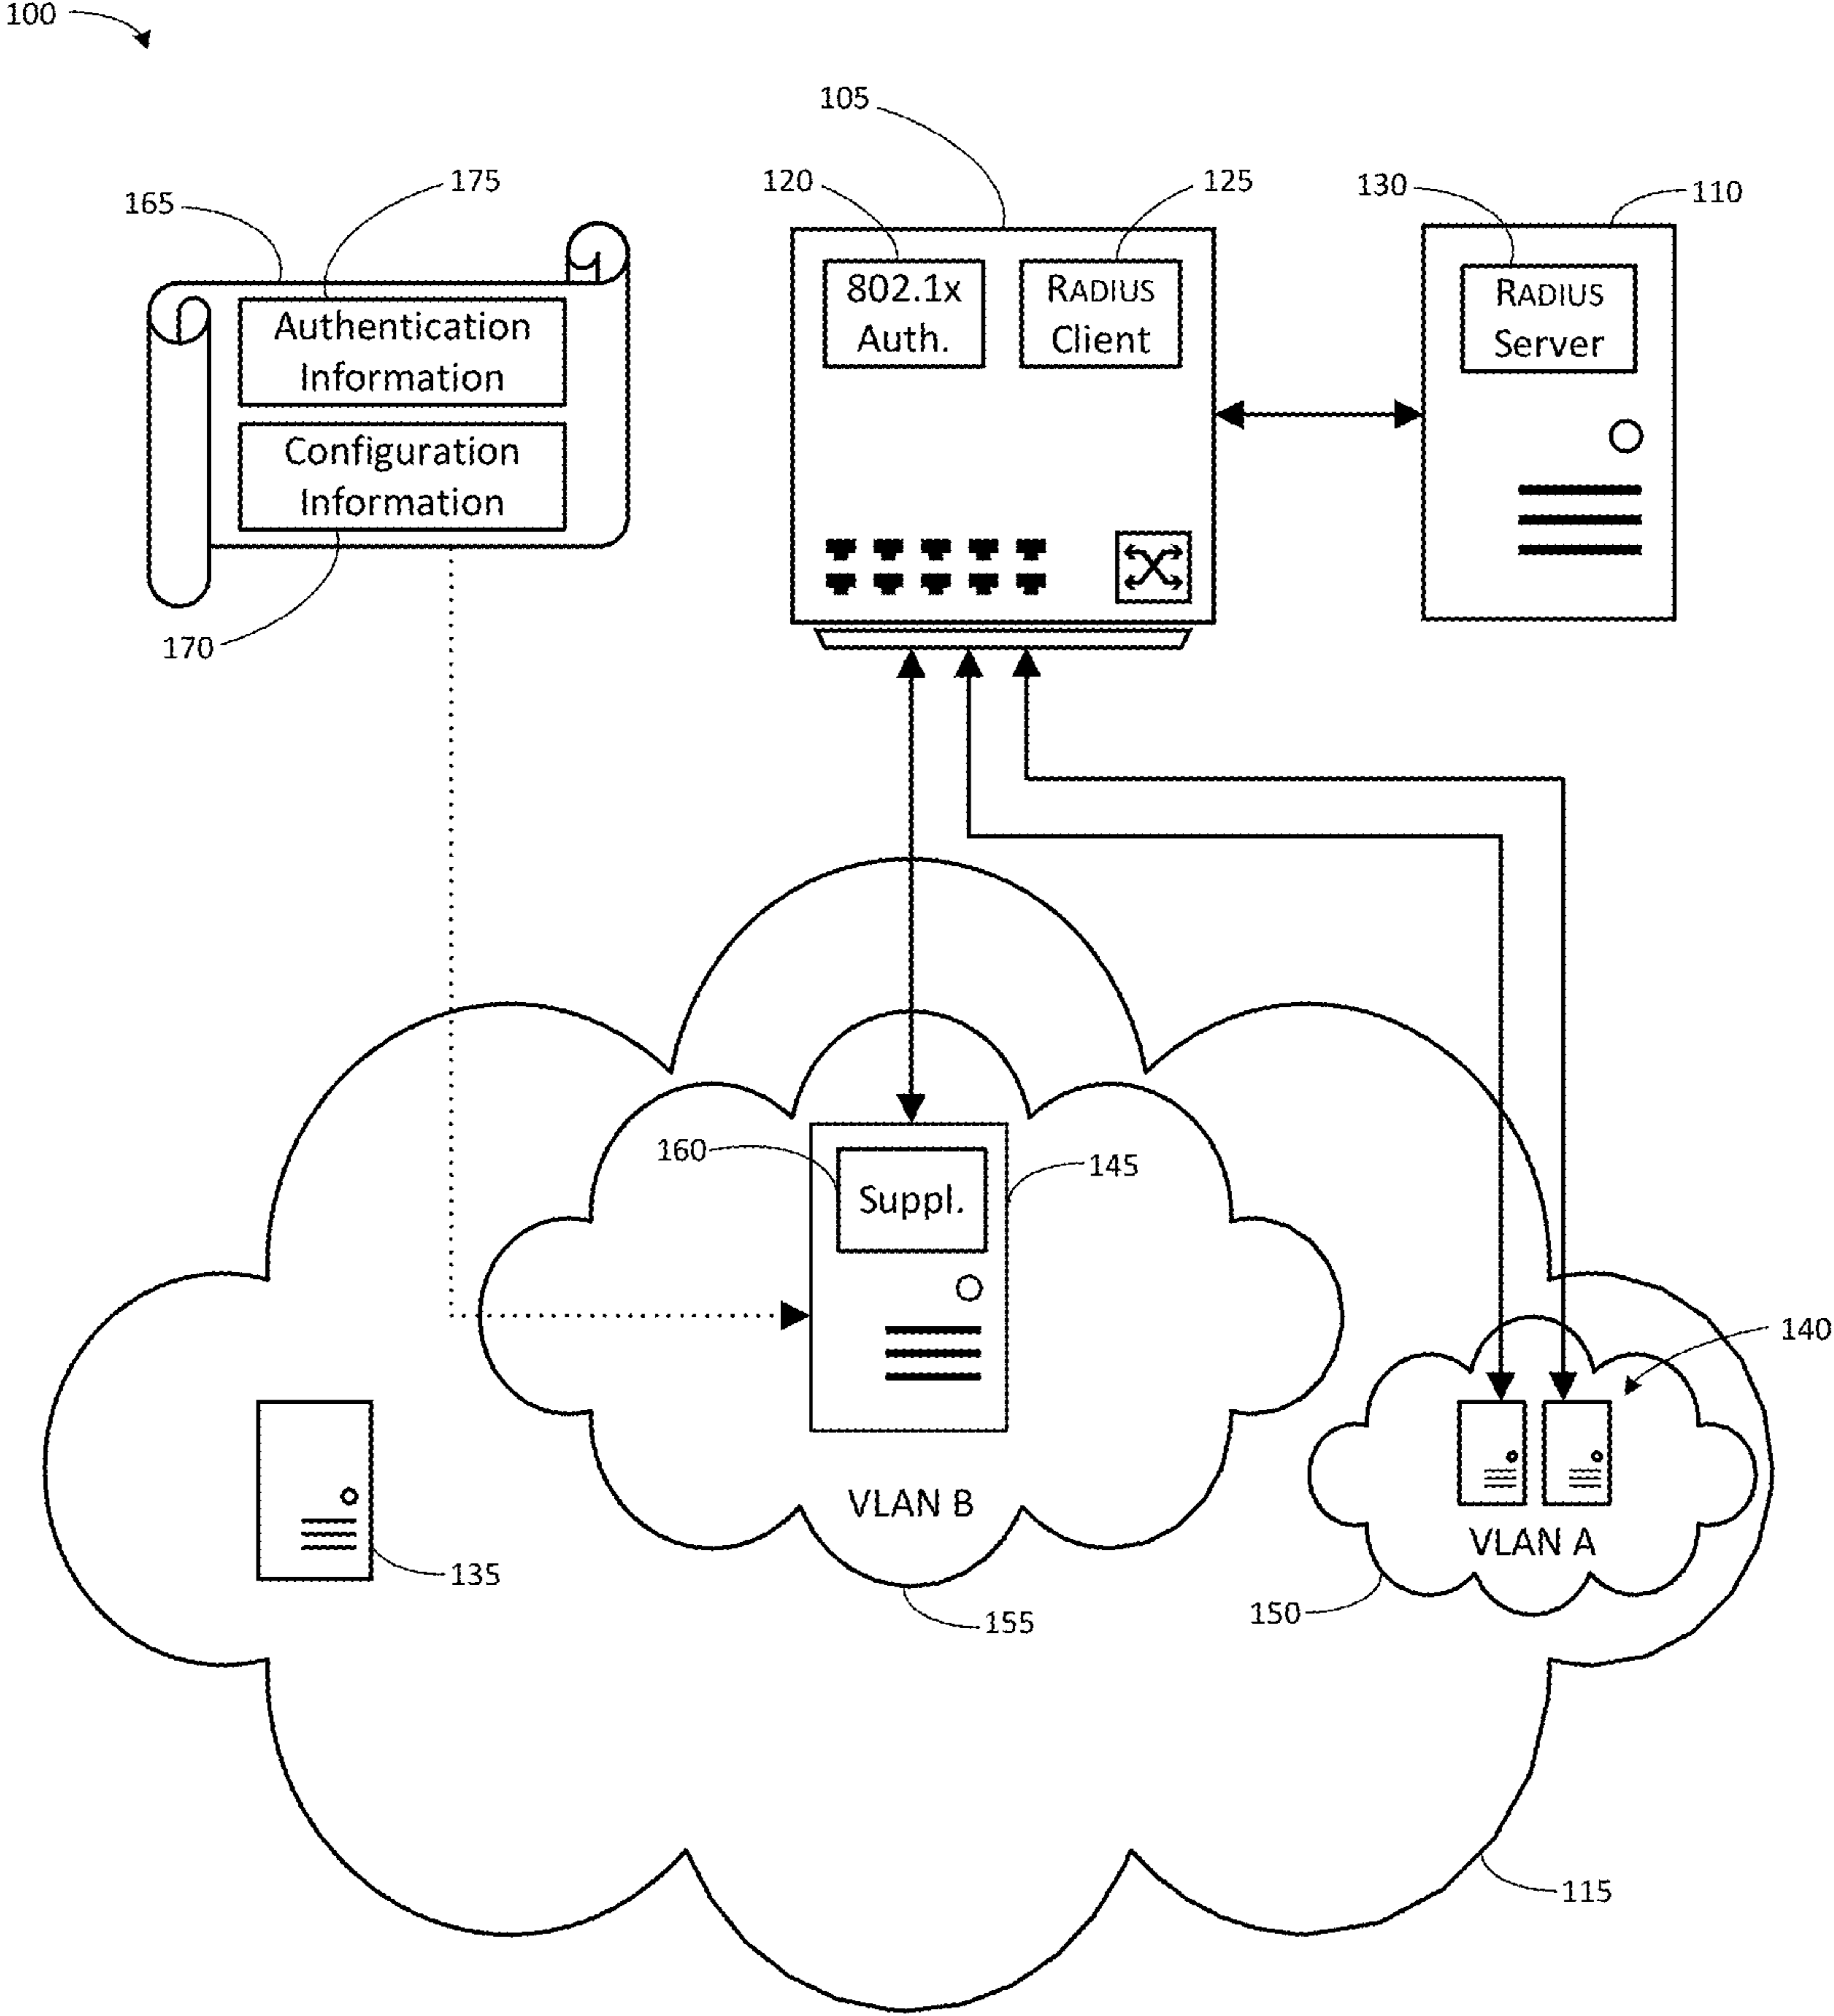 100
105
175
120
125
130
110
165
802.1x
Auth.
RADIUS
Client
RADIUS
Server
Authentication
Information
Configuration
Information
170
160
145
Suppl.
140
VLAN B
VLAN A
135
155
150
115